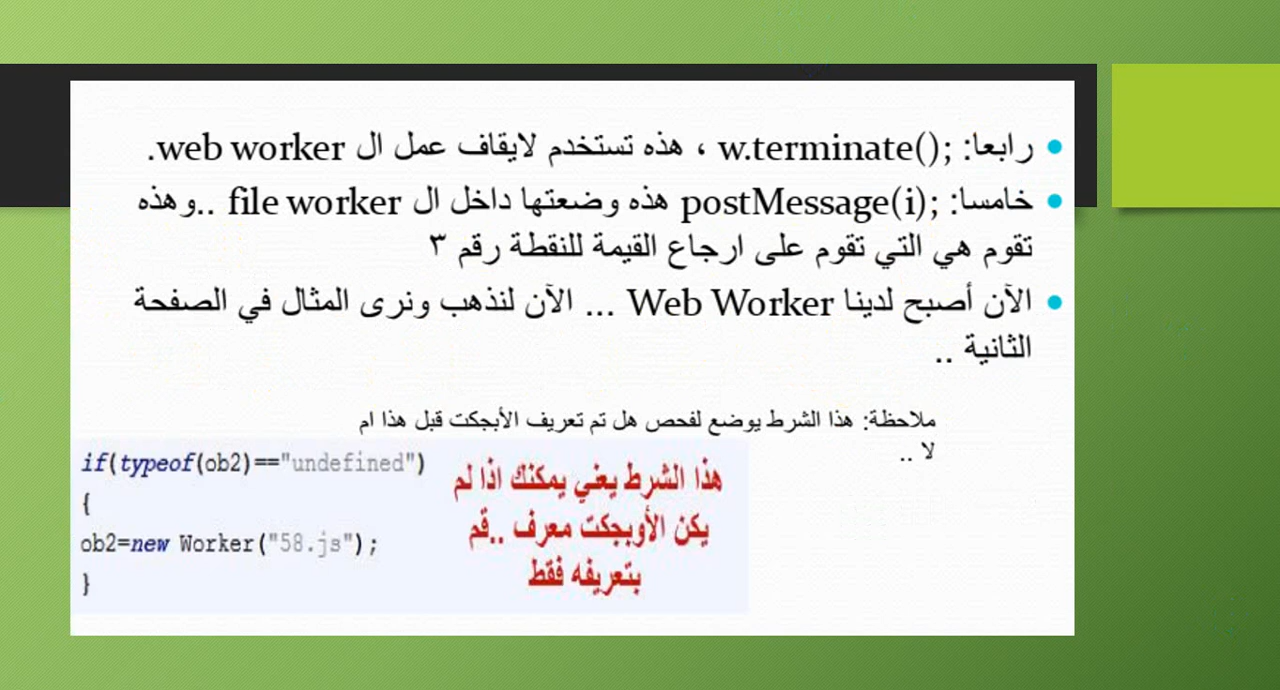 رابعا: w.terminate(); ، هذه تستخدم لايقاف عمل ال web worker.
خامسا: postMessage(i); هذه وضعتها داخل ال file worker ..وهذه
تقوم هي التي تقوم على ارجاع القيمة للنقطة رقم ٣
الآن أصبح لدينا Web Worker ... الآن لنذهب ونرى المثال في الصفحة
الثانية ..
ملاحظة: هذا الشرط يوضع لفحص هل تم تعريف الأبجكت قبل هذا ام
لا ..
if(typeof(ob2)=="undefined")
{
ob2=new Worker("58.js");
}
هذا الشرط يعني يمكنك اذا لم
يكن الأوبجكت معرف ..قم
بتعريفه فقط